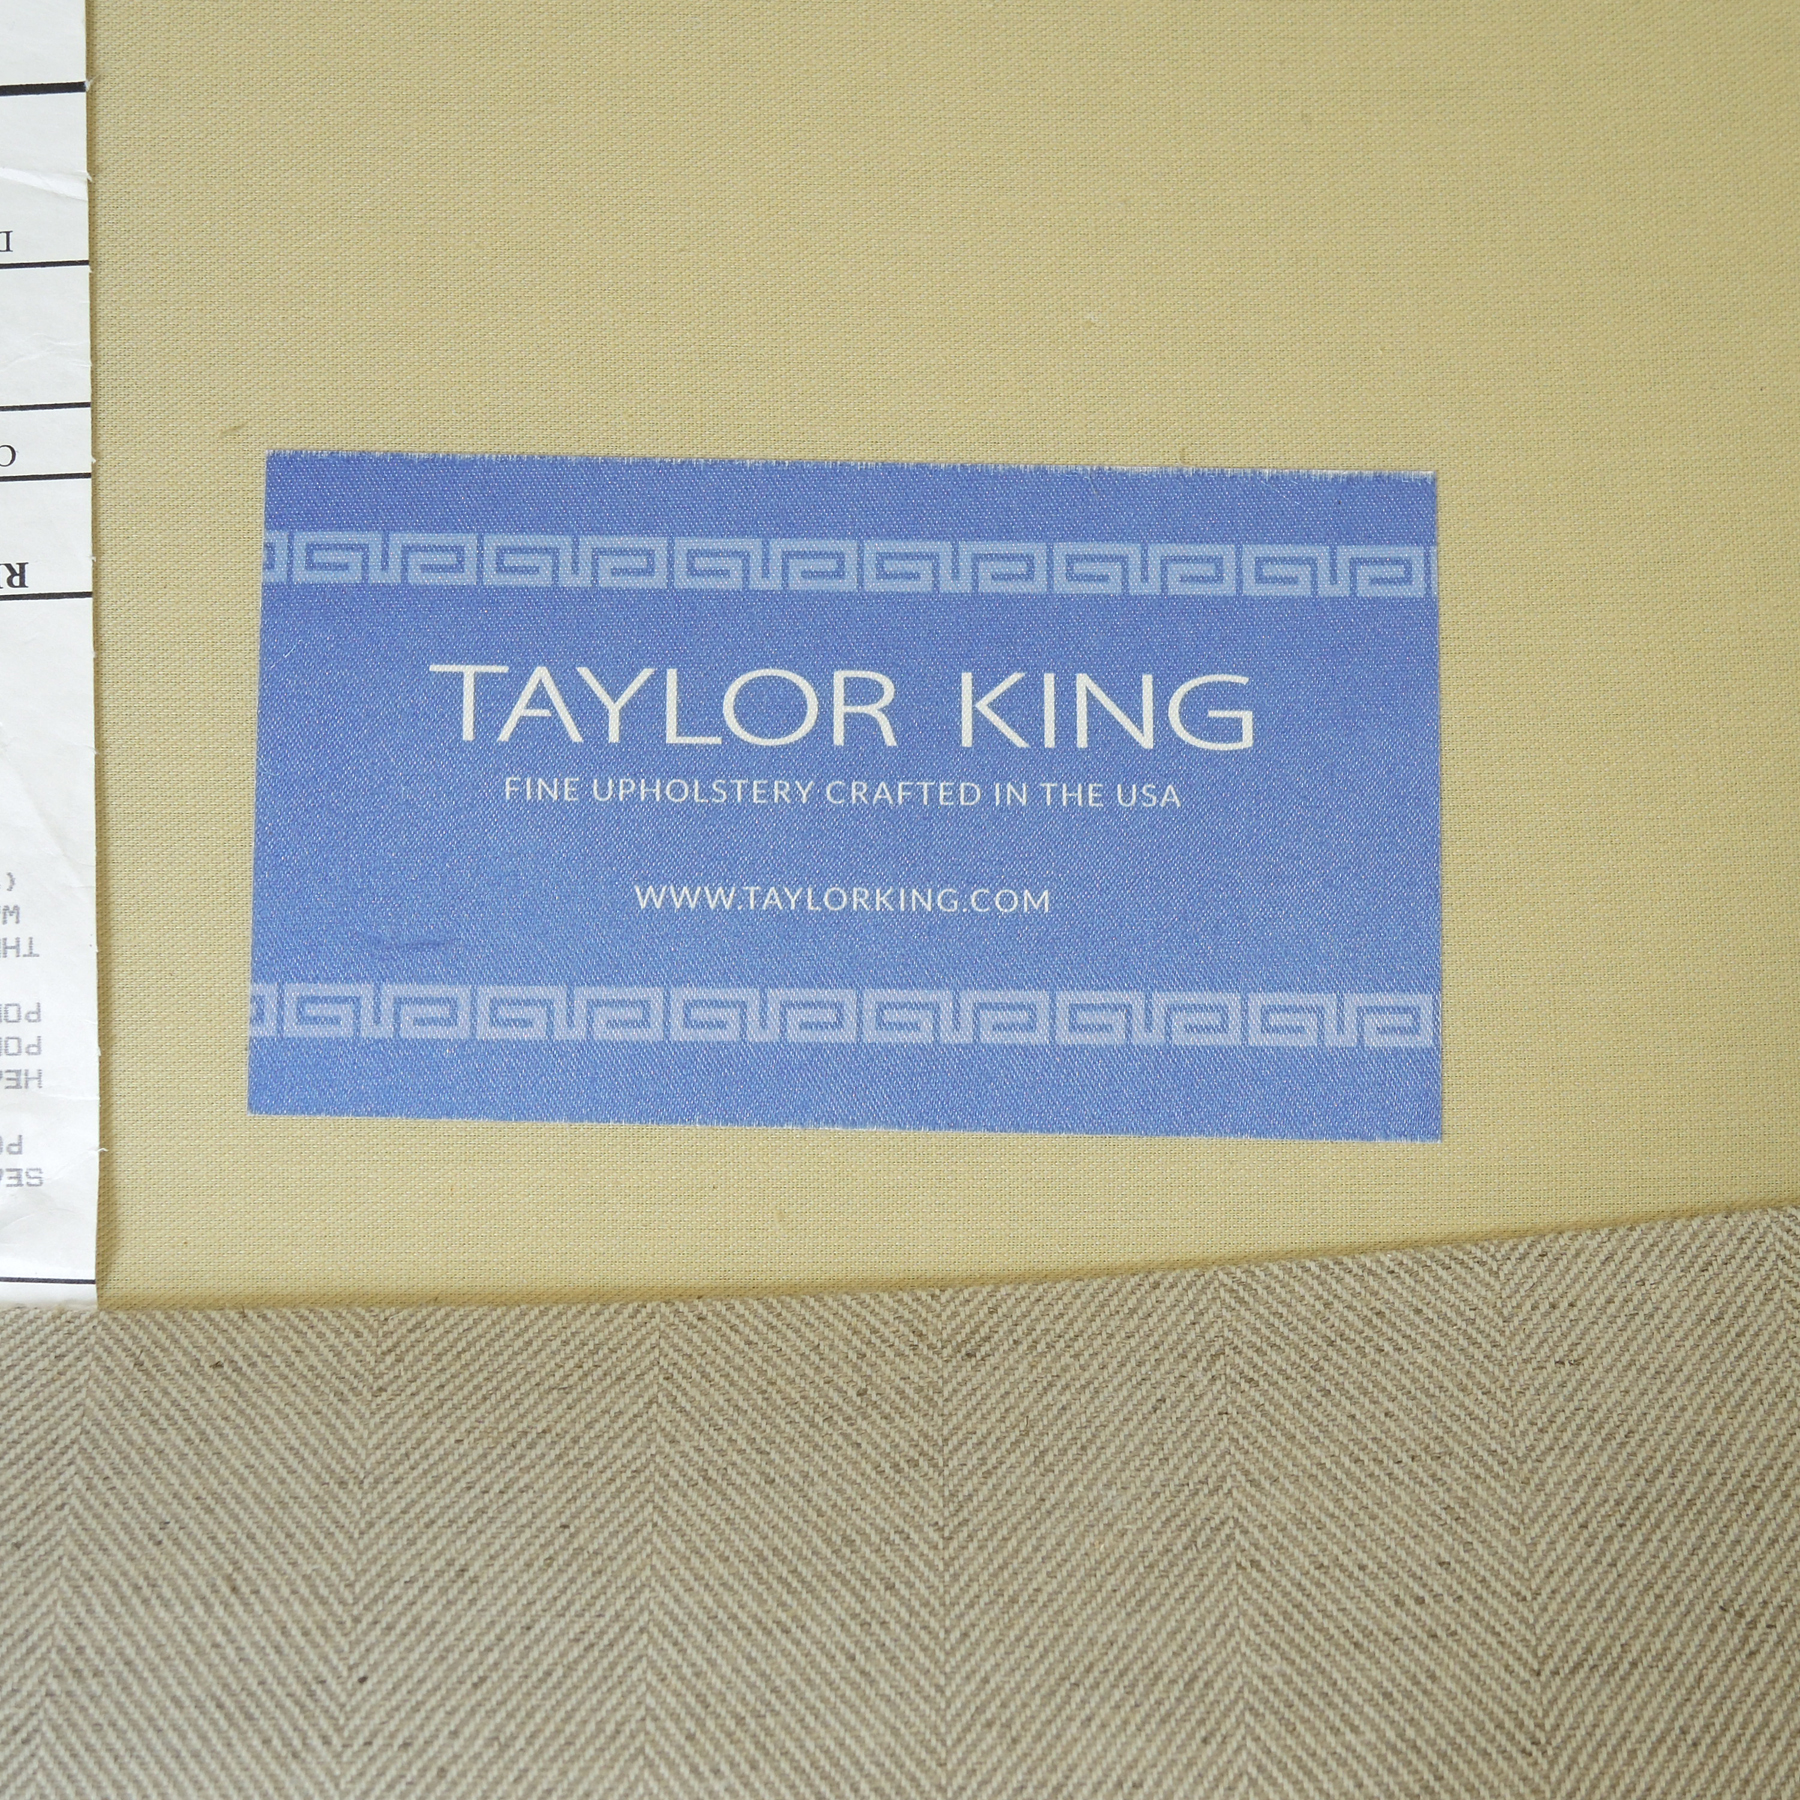 TAYLOR KING
FINE UPHOLSTERY CRAFTED IN THE USA
WWW.TAYLORKING.COM